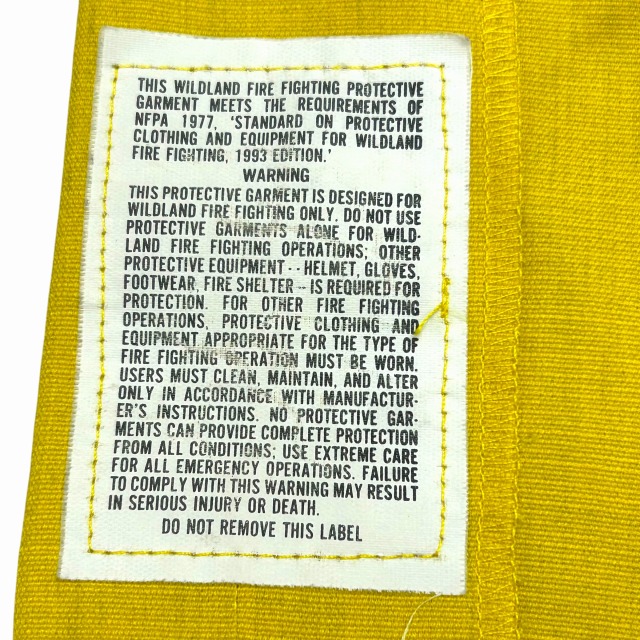 THIS WILDLAND FIRE FIGHTING PROTECTIVE
GARMENT MEETS THE REQUIREMENTS OF
NFPA 1977, 'STANDARD ON PROTECTIVE
CLOTHING AND EQUIPMENT FOR WILDLAND
FIRE FIGHTING, 1993 EDITION.'
WARNING
THIS PROTECTIVE GARMENT IS DESIGNED FOR
WILDLAND FIRE FIGHTING ONLY. DO NOT USE
PROTECTIVE GARMENTS ALONE FOR WILD-
LAND FIRE FIGHTING OPERATIONS; OTHER
PROTECTIVE EQUIPMENT -- HELMET, GLOVES,
FOOTWEAR, FIRE SHELTER -- IS REQUIRED FOR
PROTECTION. FOR OTHER FIRE FIGHTING
OPERATIONS, PROTECTIVE CLOTHING AND
EQUIPMENT APPROPRIATE FOR THE TYPE OF
FIRE FIGHTING OPERATION MUST BE WORN.
USERS MUST CLEAN, MAINTAIN, AND ALTER
ONLY IN ACCORDANCE WITH MANUFACTUR-
ER'S INSTRUCTIONS. NO PROTECTIVE GAR-
MENTS CAN PROVIDE COMPLETE PROTECTION
FROM ALL CONDITIONS; USE EXTREME CARE
FOR ALL EMERGENCY OPERATIONS. FAILURE
TO COMPLY WITH THIS WARNING MAY RESULT
IN SERIOUS INJURY OR DEATH.
DO NOT REMOVE THIS LABEL